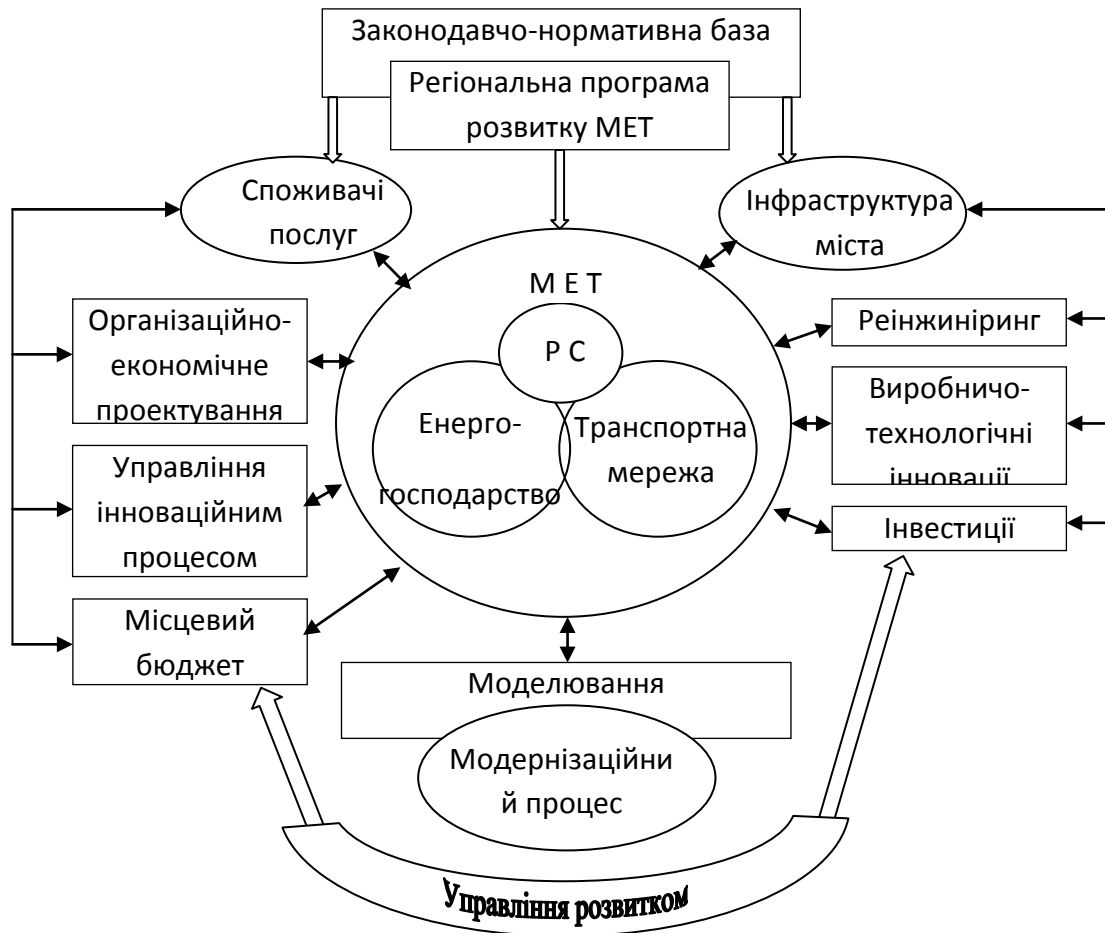 Законодавчо-нормативна база
Регіональна програма
розвитку МЕТ
Споживачі
послуг
Інфраструктура
міста
М Е Т
Р С
Енерго-
господарство
Транспортна
мережа
Організаційно-
економічне
проектування
Управління
інноваційним
процесом
Місцевий
бюджет
Реінжиніринг
Виробничо-
технологічні
інновації
Інвестиції
Моделювання
Модернізаційни
й процес
Управління розвитком